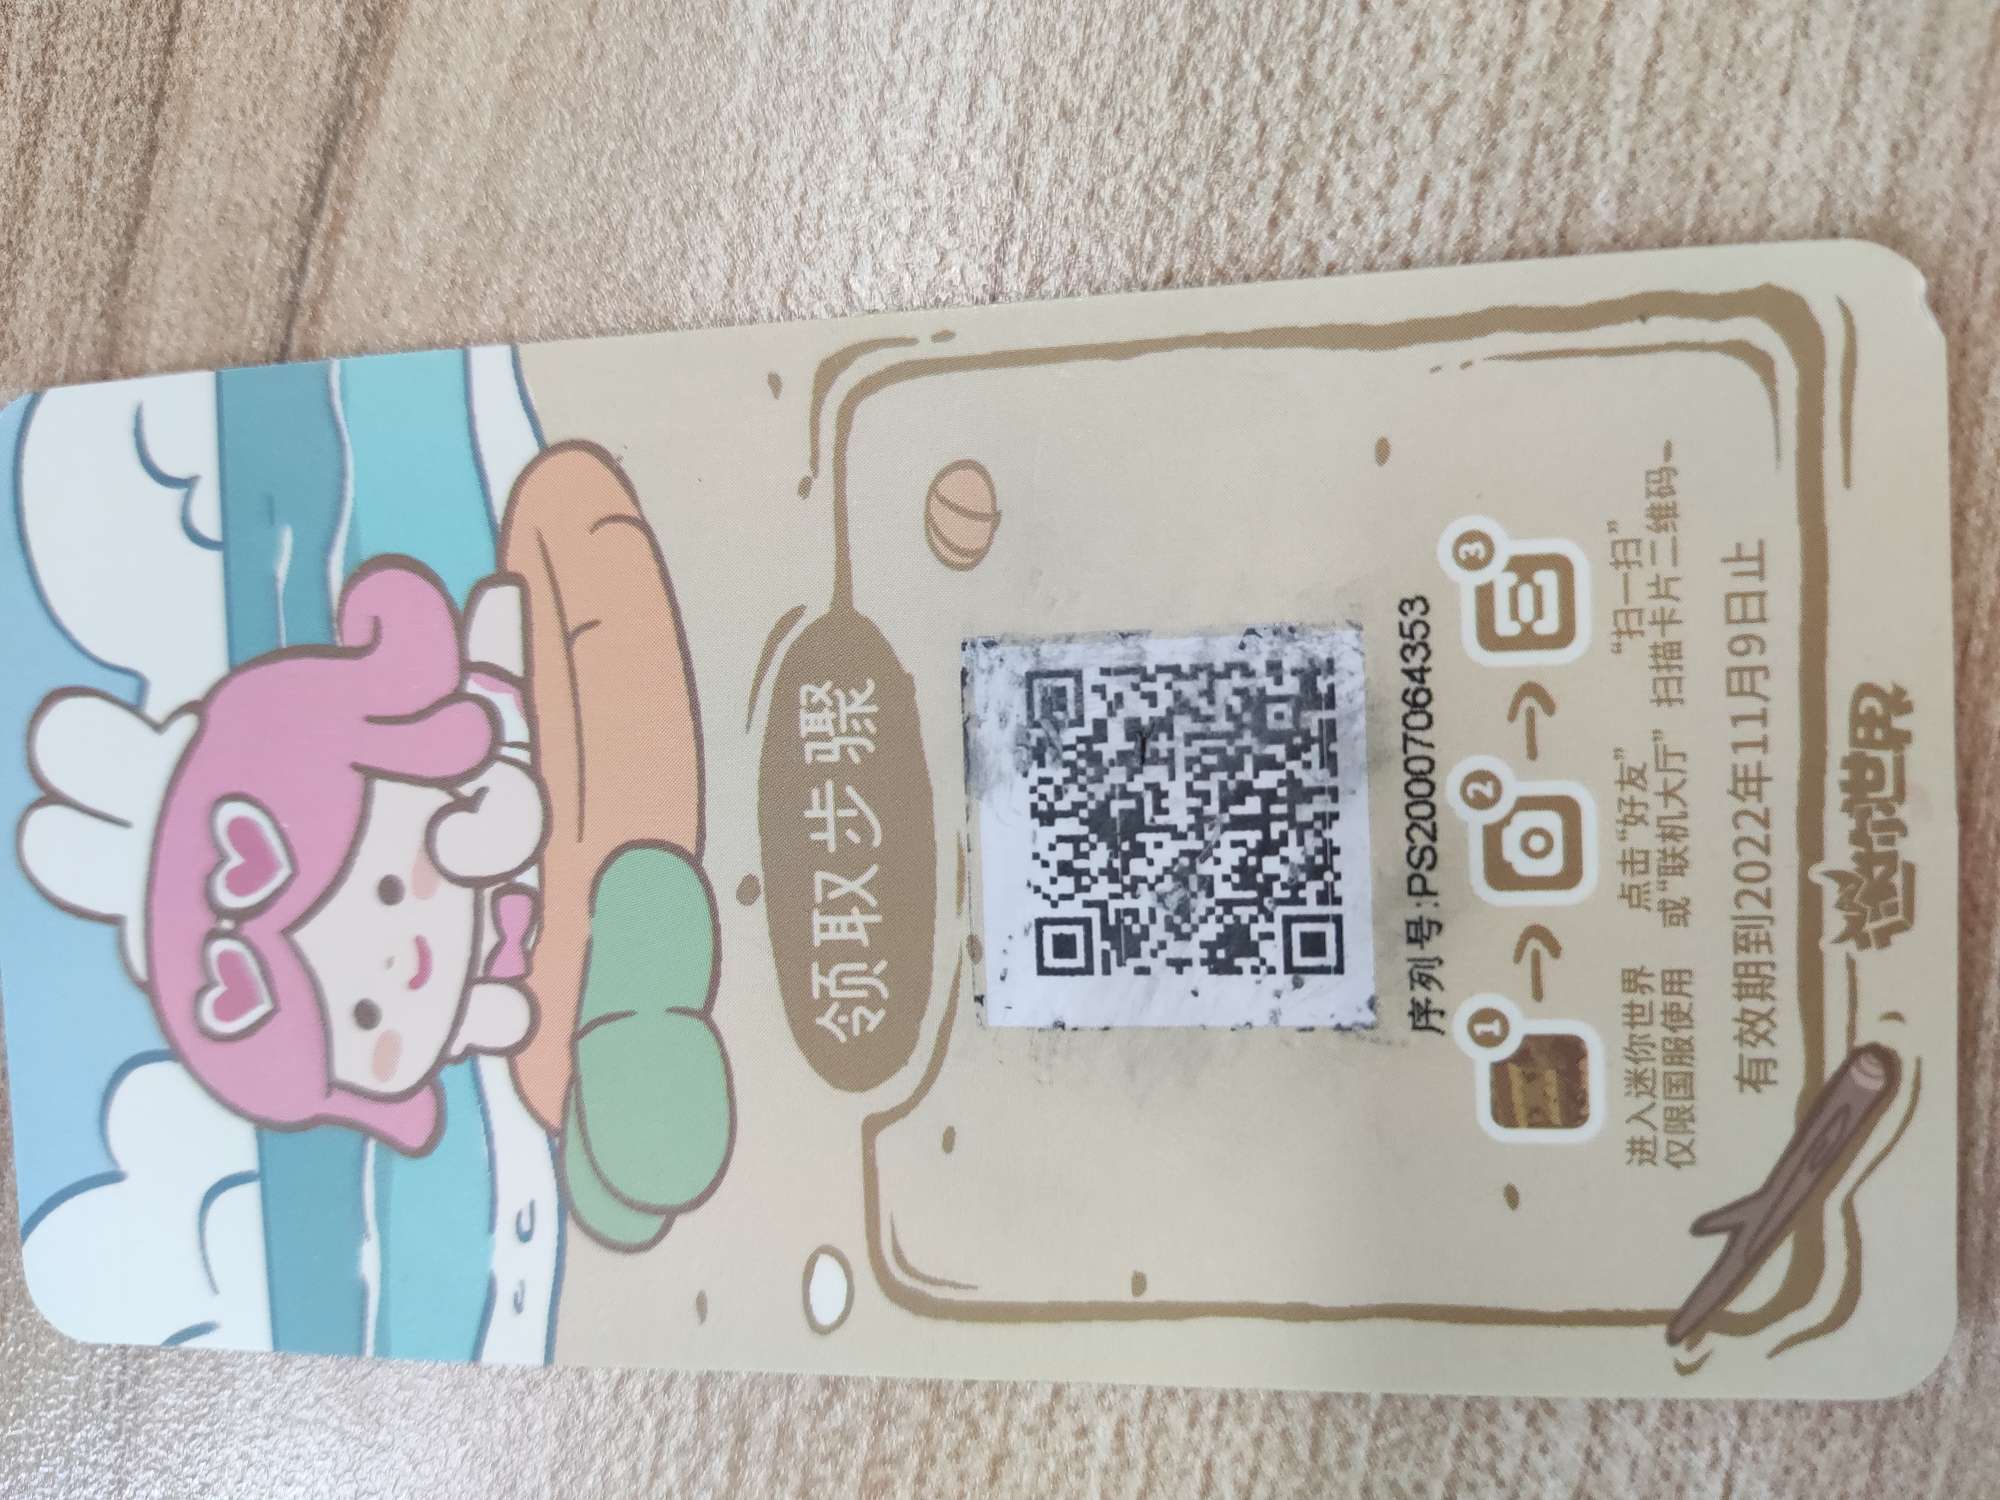 领取步骤
序列号:PS20007064353
1
2
3
进入迷你世界
仅限国服使用
点击“好友”
或“联机大厅”
“扫一扫”
扫描卡片二维码~
有效期到2022年11月9日止
迷你世界